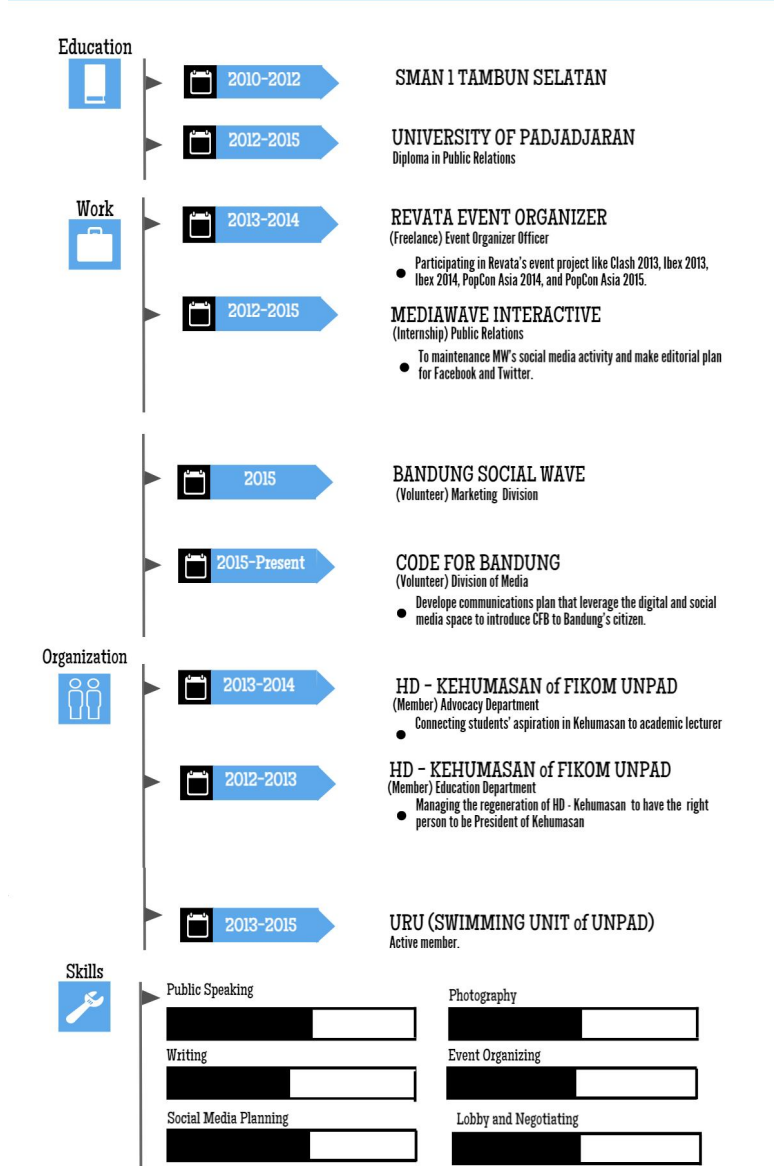 Education
2010-2012
SMAN 1 TAMBUN SELATAN
2012-2015
UNIVERSITY OF PADJADJARAN
Diploma in Public Relations
Work
2013-2014
REVATA EVENT ORGANIZER
(Freelance) Event Organizer Officer
Participating in Revata's event project like Clash 2013, Ibex 2013,
Ibex 2014, PopCon Asia 2014, and PopCon Asia 2015.
2012-2015
MEDIAWAVE INTERACTIVE
(Internship) Public Relations
To maintenance MW's social media activity and make editorial plan
for Facebook and Twitter.
2015
BANDUNG SOCIAL WAVE
(Volunteer) Marketing Division
2015-Present
CODE FOR BANDUNG
(Volunteer) Division of Media
Develope communications plan that leverage the digital and social
media space to introduce CFB to Bandung's citizen.
Organization
2013-2014
HD - KEHUMASAN of FIKOM UNPAD
(Member) Advocacy Department
Connecting students' aspiration in Kehumasan to academic lecturer
2012-2013
HD - KEHUMASAN of FIKOM UNPAD
(Member) Education Department
Managing the regeneration of HD - Kehumasan to have the right
person to be President of Kehumasan
2013-2015
URU (SWIMMING UNIT of UNPAD)
Active member.
Skills
Public Speaking
Photography
Writing
Event Organizing
Social Media Planning
Lobby and Negotiating